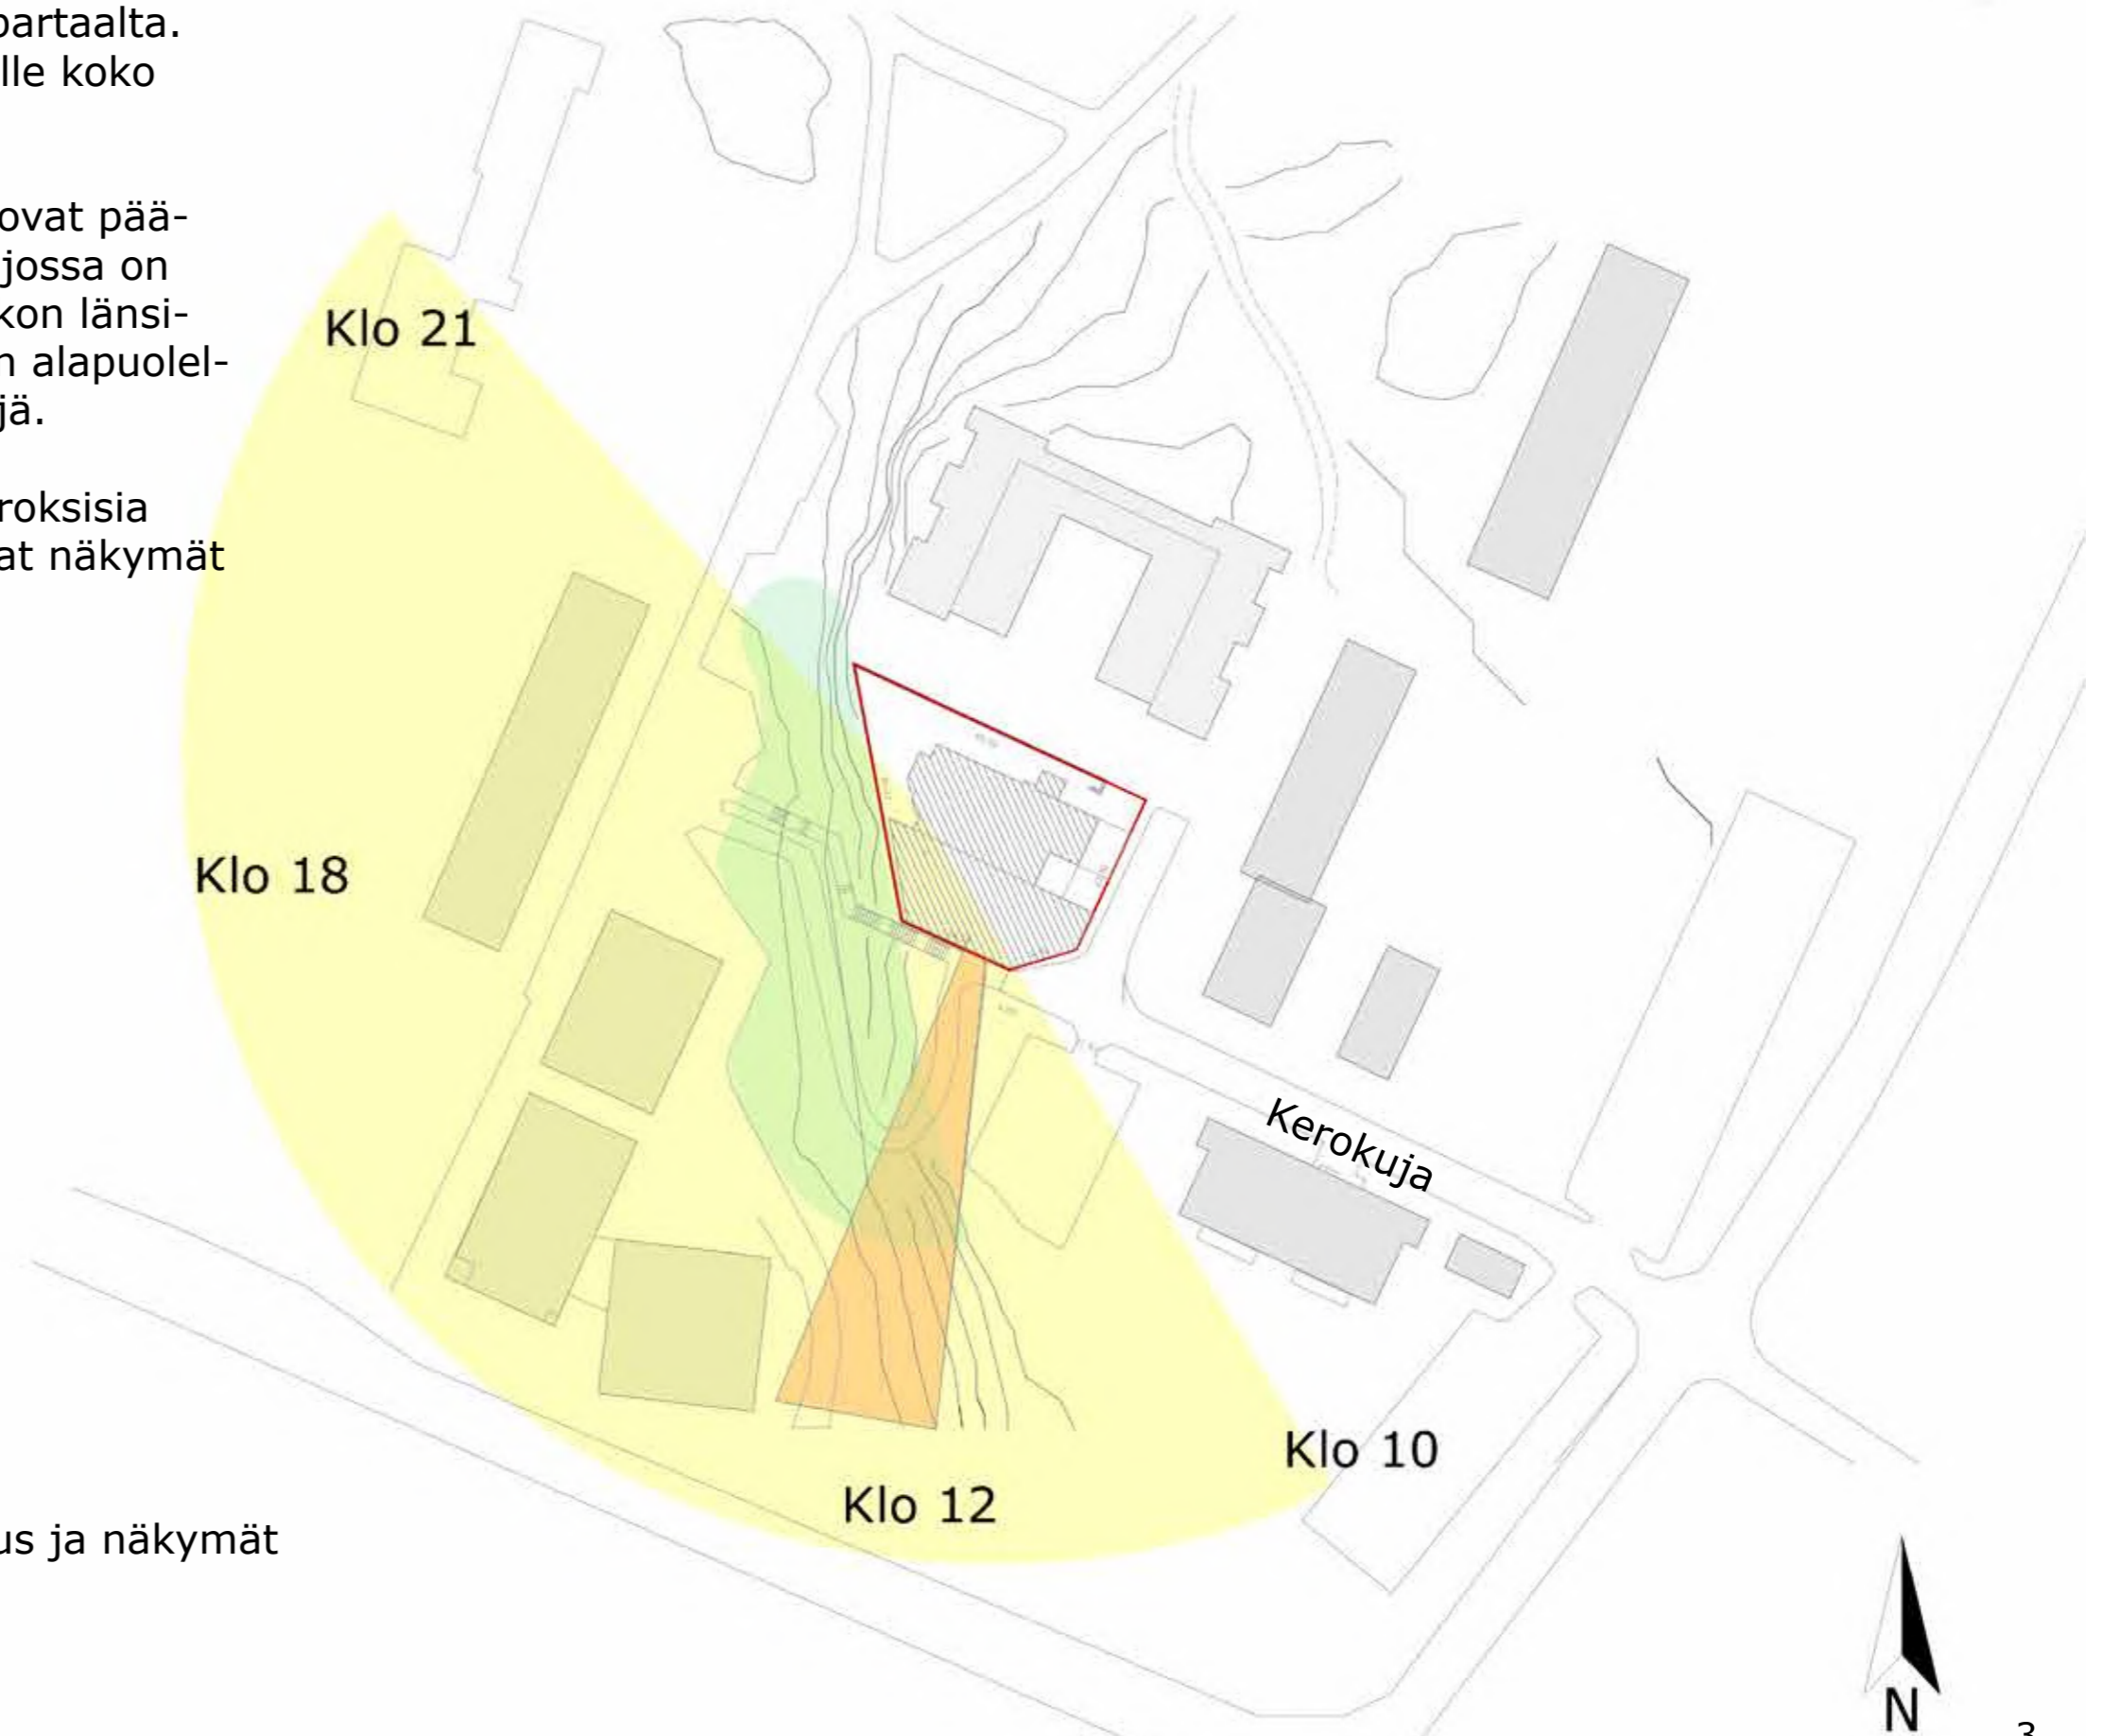 partaalta.
lle koko
ovat pää-
jossa on
kon länsi-
n alapuolel-
jä.
roksisia
at näkymät
Klo 21
Klo 18
Kerokuja
Klo 10
Klo 12
us ja näkymät
N
3